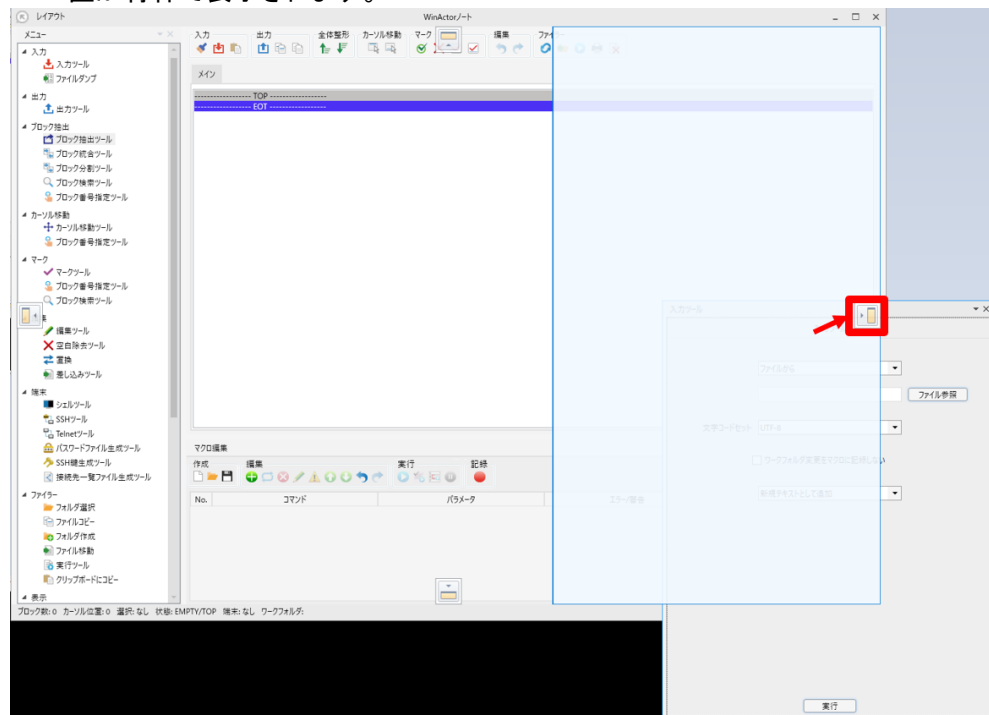 置が青枠で表示されます。
レイアウト
WinActorノート
メニュー
入力
入力ツール
ファイルダンプ
出力
出力ツール
ブロック抽出
ブロック抽出ツール
ブロック統合ツール
ブロック分割ツール
ブロック検索ツール
ブロック番号指定ツール
カーソル移動
カーソル移動ツール
ブロック番号指定ツール
マーク
マークツール
ブロック番号指定ツール
ブロック検索ツール
編集ツール
空白除去ツール
置換
差し込みツール
端末
シェルツール
SSHツール
Telnetツール
パスワードファイル生成ツール
SSH鍵生成ツール
接続先一覧ファイル生成ツール
ファイラー
フォルダ選択
ファイルコピー
フォルダ作成
ファイル移動
実行ツール
クリップボードにコピー
表示
入力 出力 全体整形 カーソル移動 マーク 編集 ファイラー
メイン
------------------ TOP ------------------
------------------ EOT ------------------
マクロ編集
作成 編集 実行 記録
No. コマンド パラメータ エラー/警告
入力ツール
ファイルから
ファイル参照
文字コードセット UTF-8
ワークフォルダ変更をマクロに記録しない
新規テキストとして追加
実行
ブロック数: 0 カーソル位置: 0 選択: なし 状態: EMPTY/TOP 端末: なし ワークフォルダ: